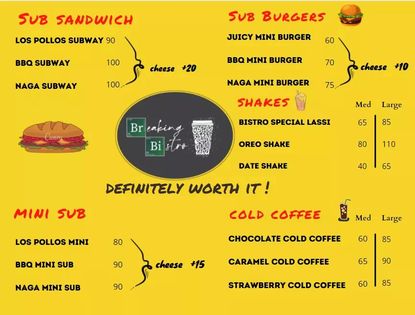 SUB SANDWICH
LOS POLLOS SUBWAY 90
BBQ SUBWAY 100
NAGA SUBWAY 100
cheese +20
SUB BURGERS
JUICY MINI BURGER 60
BBQ MINI BURGER 70
NAGA MINI BURGER 75
cheese +10
SHAKES Med Large
BISTRO SPECIAL LASSI 65 85
OREO SHAKE 80 110
DATE SHAKE 40 65
Breaking
Bistro
DEFINITELY WORTH IT !
MINI SUB
LOS POLLOS MINI 80
BBQ MINI SUB 90
NAGA MINI SUB 90
cheese +15
COLD COFFEE Med Large
CHOCOLATE COLD COFFEE 60 85
CARAMEL COLD COFFEE 65 90
STRAWBERRY COLD COFFEE 60 85